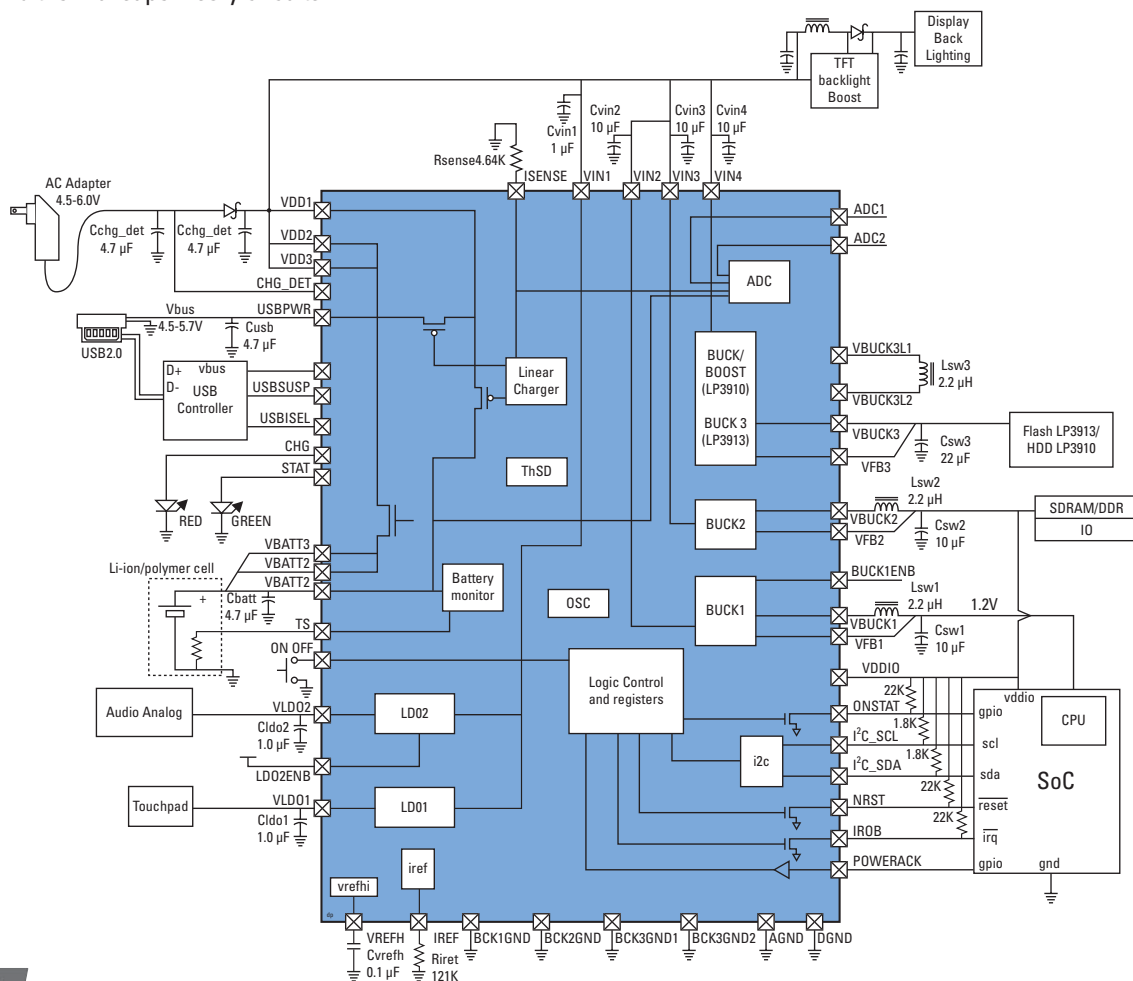 Display
Back
Lighting
TFT
backlight
Boost
Cvin1
1 µF
Cvin2
10 µF
Cvin3
10 µF
Cvin4
10 µF
Rsense4.64K
ISENSE
VIN1
VIN2
VIN3
VIN4
AC Adapter
4.5-6.0V
Cchg_det
4.7 µF
Cchg_det
4.7 µF
VDD1
VDD2
VDD3
CHG_DET
Vbus
4.5-5.7V
USBPWR
Cusb
4.7 µF
USB2.0
D+
vbus
D-
USB
Controller
USBSUSP
USBISEL
CHG
STAT
RED
GREEN
VBATT3
VBATT2
VBATT2
Li-ion/polymer cell
+
Cbatt
4.7 µF
TS
ON OFF
Audio Analog
VLDO2
Cldo2
1.0 µF
LDO2ENB
Touchpad
VLDO1
Cldo1
1.0 µF
Linear
Charger
ThSD
Battery
monitor
OSC
Logic Control
and registers
LD02
LD01
vrefhi
iref
dp
ADC
BUCK/
BOOST
(LP3910)
BUCK 3
(LP3913)
BUCK2
BUCK1
i2c
ADC1
ADC2
VBUCK3L1
Lsw3
2.2 µH
VBUCK3L2
VBUCK3
VFB3
Csw3
22 µF
Flash LP3913/
HDD LP3910
Lsw2
2.2 µH
VBUCK2
VFB2
Csw2
10 µF
SDRAM/DDR
IO
BUCK1ENB
Lsw1
2.2 µH
1.2V
VBUCK1
VFB1
Csw1
10 µF
VDDIO
22K
ONSTAT
1.8K
I²C_SCL
1.8K
I²C_SDA
22K
NRST
22K
IROB
POWERACK
vddio
gpio
CPU
scl
sda
SoC
reset
irq
gpio
gnd
VREFH
Cvrefh
0.1 µF
IREF
Riret
121K
BCK1GND
BCK2GND
BCK3GND1
BCK3GND2
AGND
DGND